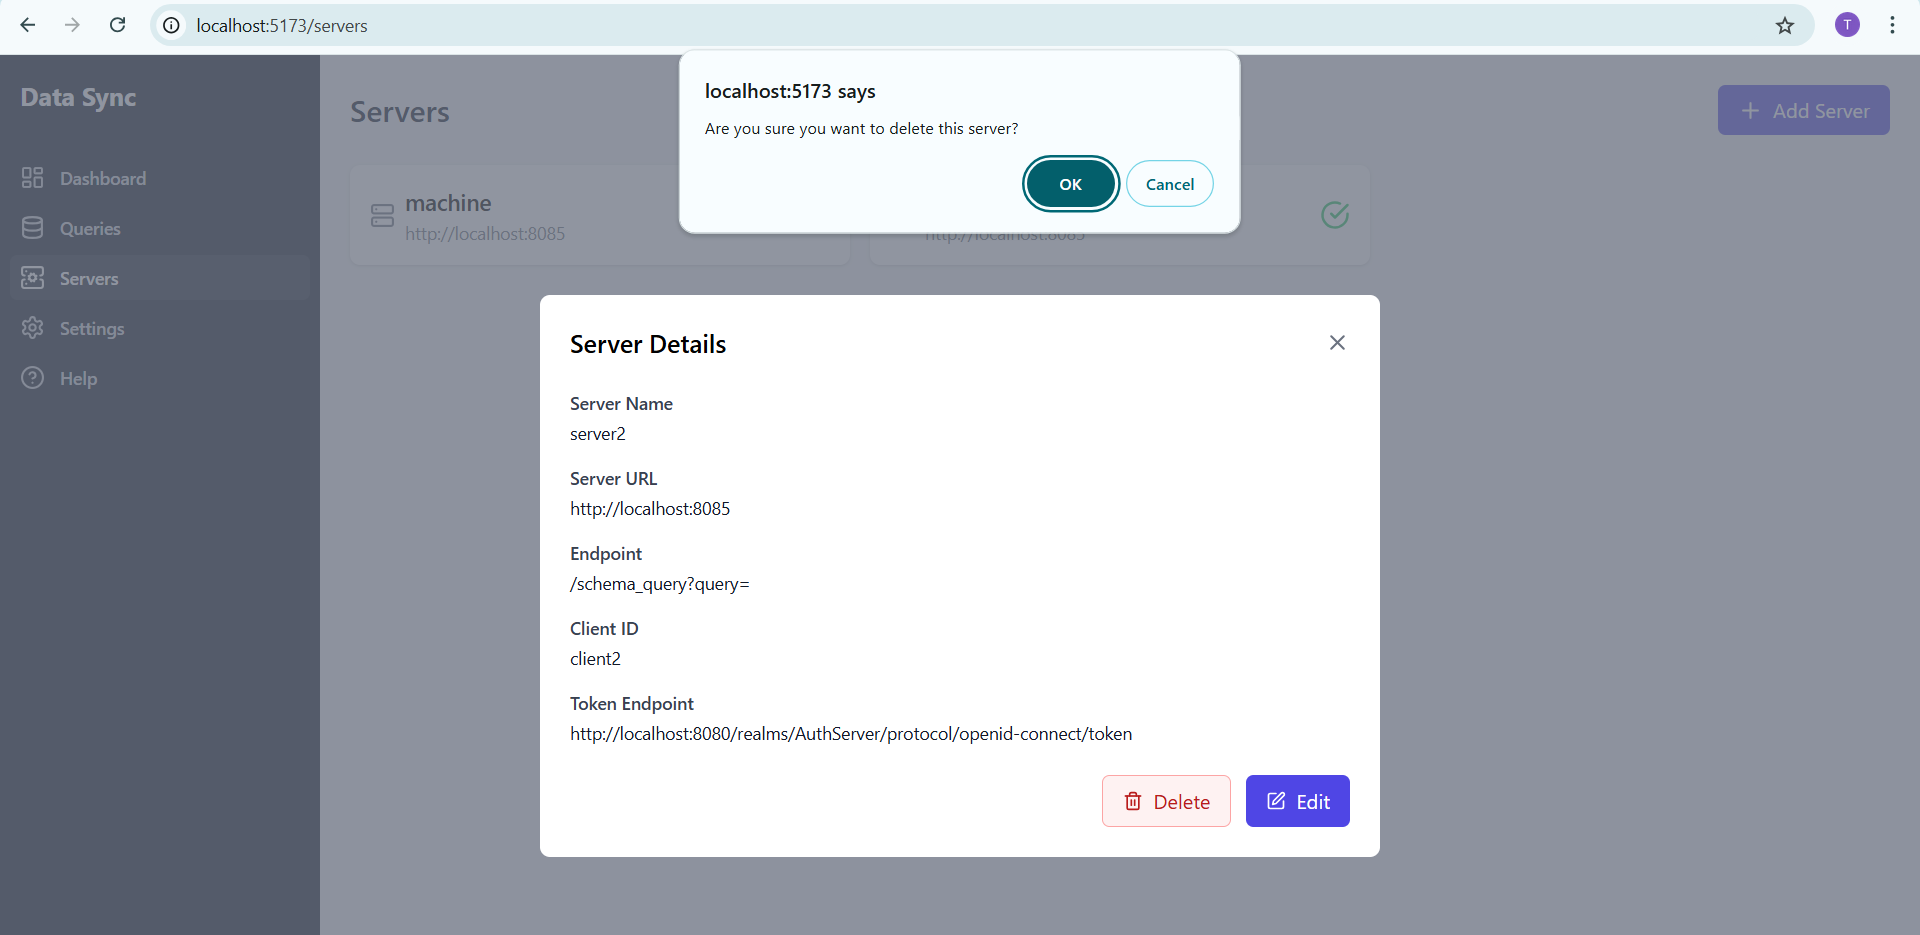 localhost:5173/servers
T
Data Sync
Dashboard
Queries
Servers
Settings
Help
Servers
Add Server
machine
http://localhost:8085
http://localhost:8085
localhost:5173 says
Are you sure you want to delete this server?
OK
Cancel
Server Details
Server Name
server2
Server URL
http://localhost:8085
Endpoint
/schema_query?query=
Client ID
client2
Token Endpoint
http://localhost:8080/realms/AuthServer/protocol/openid-connect/token
Delete
Edit